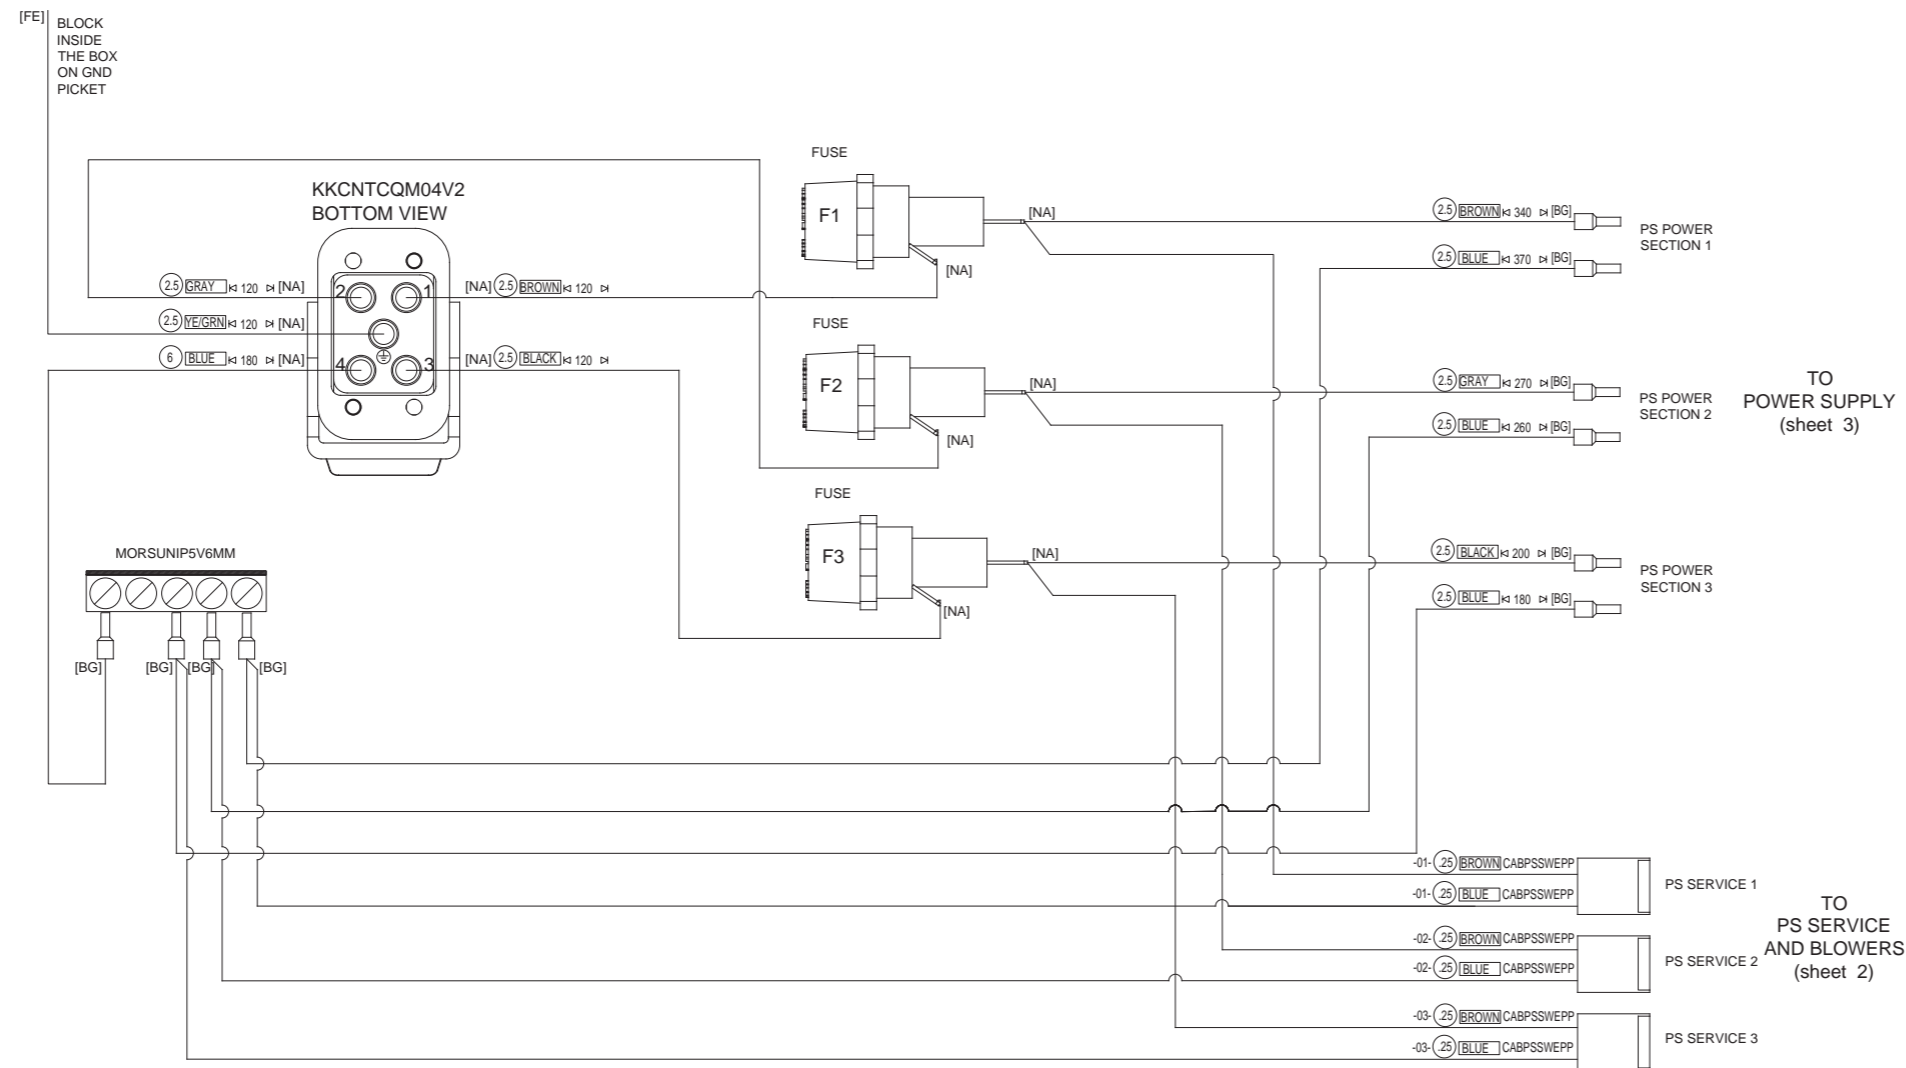 [FE]
BLOCK
INSIDE
THE BOX
ON GND
PICKET
KKCNTCQM04V2
BOTTOM VIEW
2.5 GRAY 120 [NA]
2.5 YE/GRN 120 [NA]
6 BLUE 180 [NA]
2 1
4 3
[NA] 2.5 BROWN 120
[NA] 2.5 BLACK 120
FUSE
F1
[NA]
[NA]
FUSE
F2
[NA]
[NA]
FUSE
F3
[NA]
[NA]
2.5 BROWN 340 [BG]
2.5 BLUE 370 [BG]
PS POWER
SECTION 1
2.5 GRAY 270 [BG]
2.5 BLUE 260 [BG]
PS POWER
SECTION 2
2.5 BLACK 200 [BG]
2.5 BLUE 180 [BG]
PS POWER
SECTION 3
TO
POWER SUPPLY
(sheet 3)
MORSUNIP5V6MM
[BG] [BG] [BG] [BG]
-01- .25 BROWN CABPSSWEPP
-01- .25 BLUE CABPSSWEPP
PS SERVICE 1
-02- .25 BROWN CABPSSWEPP
-02- .25 BLUE CABPSSWEPP
PS SERVICE 2
-03- .25 BROWN CABPSSWEPP
-03- .25 BLUE CABPSSWEPP
PS SERVICE 3
TO
PS SERVICE
AND BLOWERS
(sheet 2)